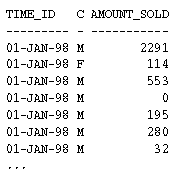 TIME_ID   C AMOUNT_SOLD
--------- - -----------
01-JAN-98 M        2291
01-JAN-98 F         114
01-JAN-98 M         553
01-JAN-98 M           0
01-JAN-98 M         195
01-JAN-98 M         280
01-JAN-98 M          32
...